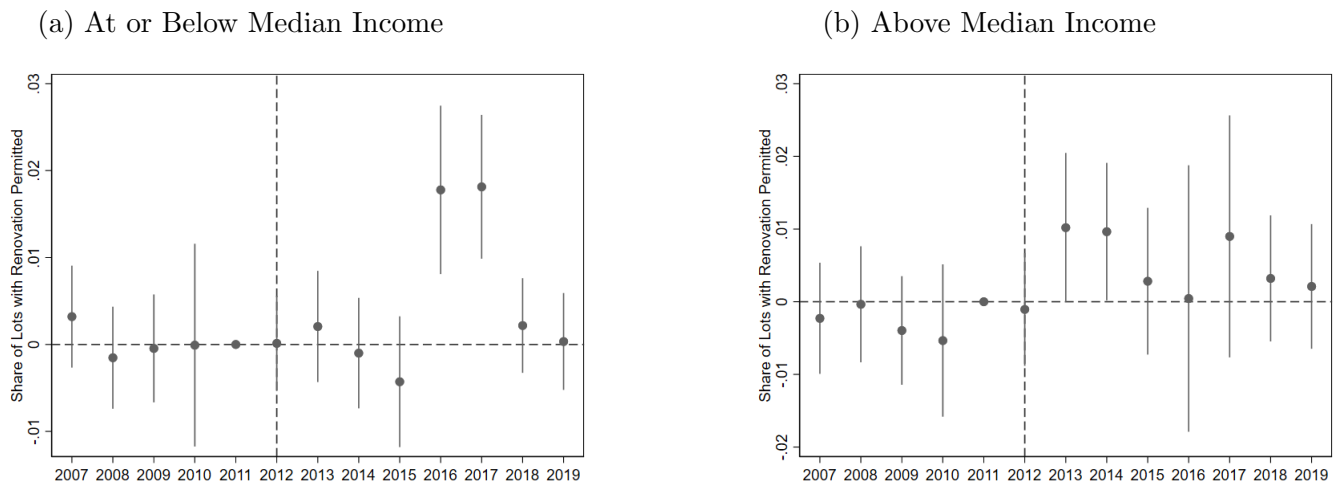 (a) At or Below Median Income
Share of Lots with Renovation Permitted
.03
.02
.01
0
-.01
2007 2008 2009 2010 2011 2012 2013 2014 2015 2016 2017 2018 2019
(b) Above Median Income
Share of Lots with Renovation Permitted
.03
.02
.01
0
-.01
-.02
2007 2008 2009 2010 2011 2012 2013 2014 2015 2016 2017 2018 2019